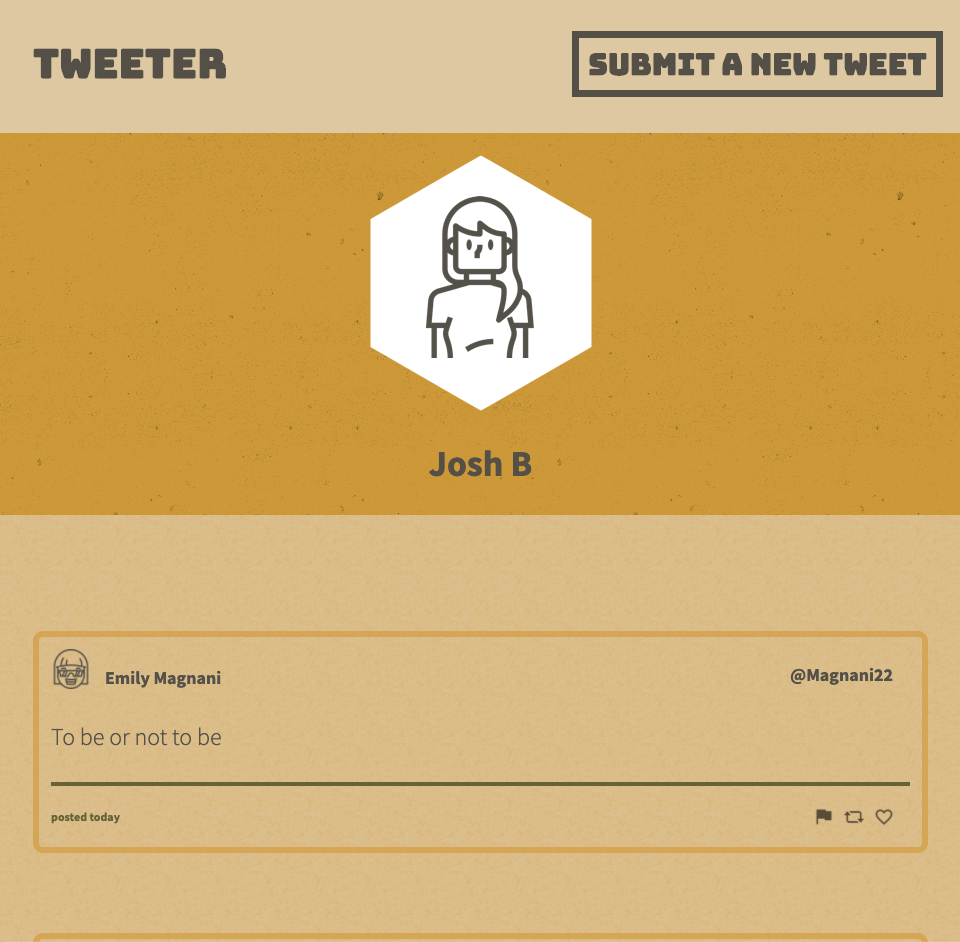 TWEETER
SUBMIT A NEW TWEET
Josh B
Emily Magnani
@Magnani22
To be or not to be
posted today